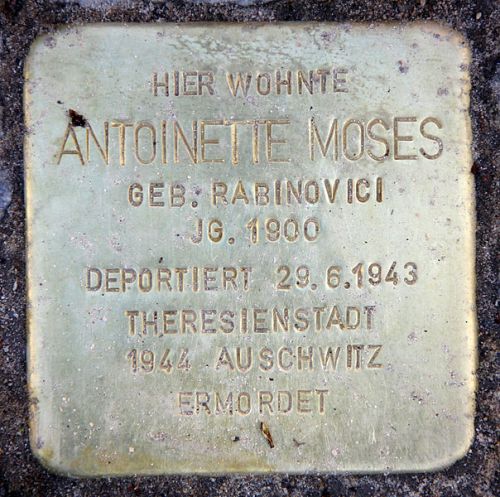 HIER WOHNTE
ANTOINETTE MOSES
GEB. RABINOVICI
JG. 1900
DEPORTIERT 29.6.1943
THERESIENSTADT
1944 AUSCHWITZ
ERMORDET